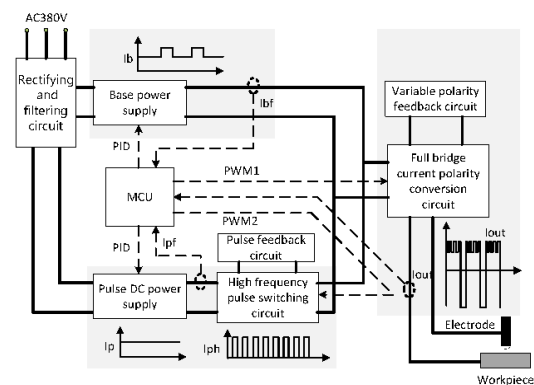 AC380V
Rectifying
and
filtering
circuit
Ib
Base power
supply
Ibf
Variable polarity
feedback circuit
PID
PWM1
MCU
Full bridge
current polarity
conversion
circuit
PWM2
PID
Ipf
Pulse feedback
circuit
Iout
Iout
Pulse DC power
supply
High frequency
pulse switching
circuit
Ip
Iph
Electrode
Workpiece